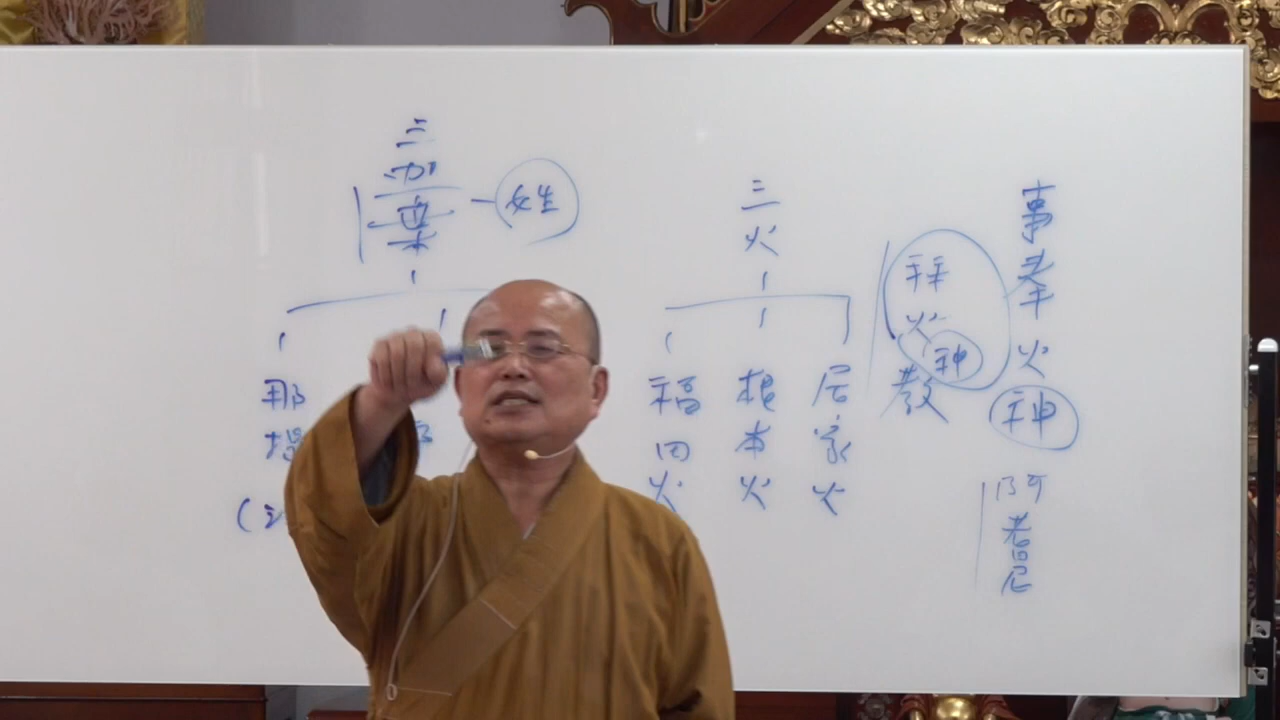 事奉火神
阿耆尼
拜火神教
三火
居家火
根本火
福田火
三迦葉 - 姓
那提